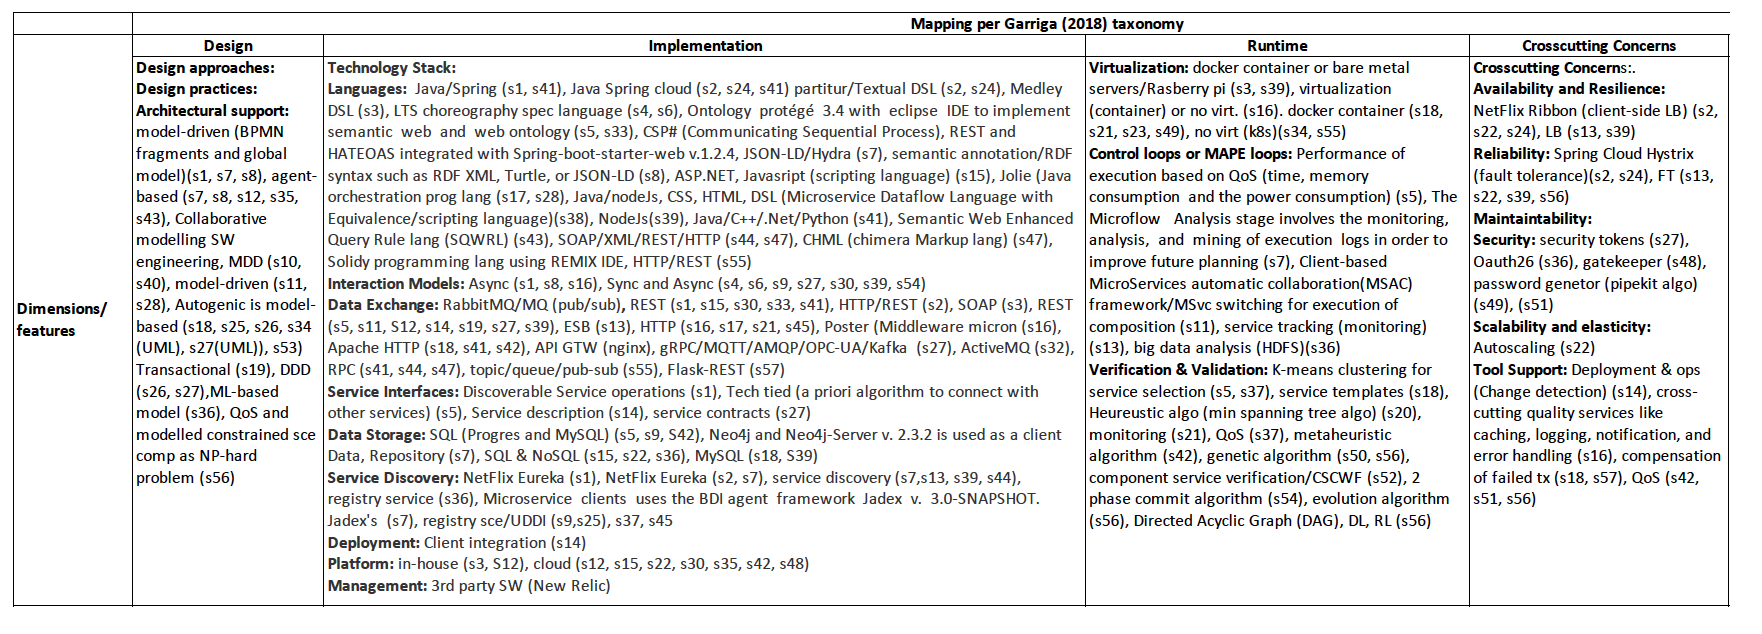 Mapping per Garriga (2018) taxonomy
Design
Implementation
Runtime
Crosscutting Concerns
Dimensions/
features
Design approaches:
Design practices:
Architectural support:
model-driven (BPMN
fragments and global
model)(s1, s7, s8), agent-
based (s7, s8, s12, s35,
s43), Collaborative
modelling SW
engineering, MDD (s10,
s40), model-driven (s11,
s28), Autogenic is model-
based (s18, s25, s26, s34
(UML), s27(UML)), s53)
Transactional (s19), DDD
(s26, s27),ML-based
model (s36), QoS and
modelled constrained sce
comp as NP-hard
problem (s56)
Technology Stack:
Languages: Java/Spring (s1, s41), Java Spring cloud (s2, s24, s41) partitur/Textual DSL (s2, s24), Medley
DSL (s3), LTS choreography spec language (s4, s6), Ontology protégé 3.4 with eclipse IDE to implement
semantic web and web ontology (s5, s33), CSP# (Communicating Sequential Process), REST and
HATEOAS integrated with Spring-boot-starter-web v.1.2.4, JSON-LD/Hydra (s7), semantic annotation/RDF
syntax such as RDF XML, Turtle, or JSON-LD (s8), ASP.NET, Javasript (scripting language) (s15), Jolie (Java
orchestration prog lang (s17, s28), Java/nodeJs, CSS, HTML, DSL (Microservice Dataflow Language with
Equivalence/scripting language)(s38), NodeJs(s39), Java/C++/.Net/Python (s41), Semantic Web Enhanced
Query Rule lang (SQWRL) (s43), SOAP/XML/REST/HTTP (s44, s47), CHML (chimera Markup lang) (s47),
Solidy programming lang using REMIX IDE, HTTP/REST (s55)
Interaction Models: Async (s1, s8, s16), Sync and Async (s4, s6, s9, s27, s30, s39, s54)
Data Exchange: RabbitMQ/MQ (pub/sub), REST (s1, s15, s30, s33, s41), HTTP/REST (s2), SOAP (s3), REST
(s5, s11, S12, s14, s19, s27, s39), ESB (s13), HTTP (s16, s17, s21, s45), Poster (Middleware micron (s16),
Apache HTTP (s18, s41, s42), API GTW (nginx), gRPC/MQTT/AMQP/OPC-UA/Kafka (s27), ActiveMQ (s32),
RPC (s41, s44, s47), topic/queue/pub-sub (s55), Flask-REST (s57)
Service Interfaces: Discoverable Service operations (s1), Tech tied (a priori algorithm to connect with
other services) (s5), Service description (s14), service contracts (s27)
Data Storage: SQL (Progres and MySQL) (s5, s9, S42), Neo4j and Neo4j-Server v. 2.3.2 is used as a client
Data, Repository (s7), SQL & NoSQL (s15, s22, s36), MySQL (s18, S39)
Service Discovery: NetFlix Eureka (s1), NetFlix Eureka (s2, s7), service discovery (s7,s13, s39, s44),
registry service (s36), Microservice clients uses the BDI agent framework Jadex v. 3.0-SNAPSHOT.
Jadex's (s7), registry sce/UDDI (s9,s25), s37, s45
Deployment: Client integration (s14)
Platform: in-house (s3, S12), cloud (s12, s15, s22, s30, s35, s42, s48)
Management: 3rd party SW (New Relic)
Virtualization: docker container or bare metal
servers/Rasberry pi (s3, s39), virtualization
(container) or no virt. (s16). docker container (s18,
s21, s23, s49), no virt (k8s)(s34, s55)
Control loops or MAPE loops: Performance of
execution based on QoS (time, memory
consumption and the power consumption) (s5), The
Microflow Analysis stage involves the monitoring,
analysis, and mining of execution logs in order to
improve future planning (s7), Client-based
MicroServices automatic collaboration(MSAC)
framework/MSvc switching for execution of
composition (s11), service tracking (monitoring)
(s13), big data analysis (HDFS)(s36)
Verification & Validation: K-means clustering for
service selection (s5, s37), service templates (s18),
Heureustic algo (min spanning tree algo) (s20),
monitoring (s21), QoS (s37), metaheuristic
algorithm (s42), genetic algorithm (s50, s56),
component service verification/CSCWF (s52), 2
phase commit algorithm (s54), evolution algorithm
(s56), Directed Acyclic Graph (DAG), DL, RL (s56)
Crosscutting Concerns:.
Availability and Resilience:
NetFlix Ribbon (client-side LB) (s2,
s22, s24), LB (s13, s39)
Reliability: Spring Cloud Hystrix
(fault tolerance)(s2, s24), FT (s13,
s22, s39, s56)
Maintaintability:
Security: security tokens (s27),
Oauth26 (s36), gatekeeper (s48),
password genetor (pipekit algo)
(s49), (s51)
Scalability and elasticity:
Autoscaling (s22)
Tool Support: Deployment & ops
(Change detection) (s14), cross-
cutting quality services like
caching, logging, notification, and
error handling (s16), compensation
of failed tx (s18, s57), QoS (s42,
s51, s56)